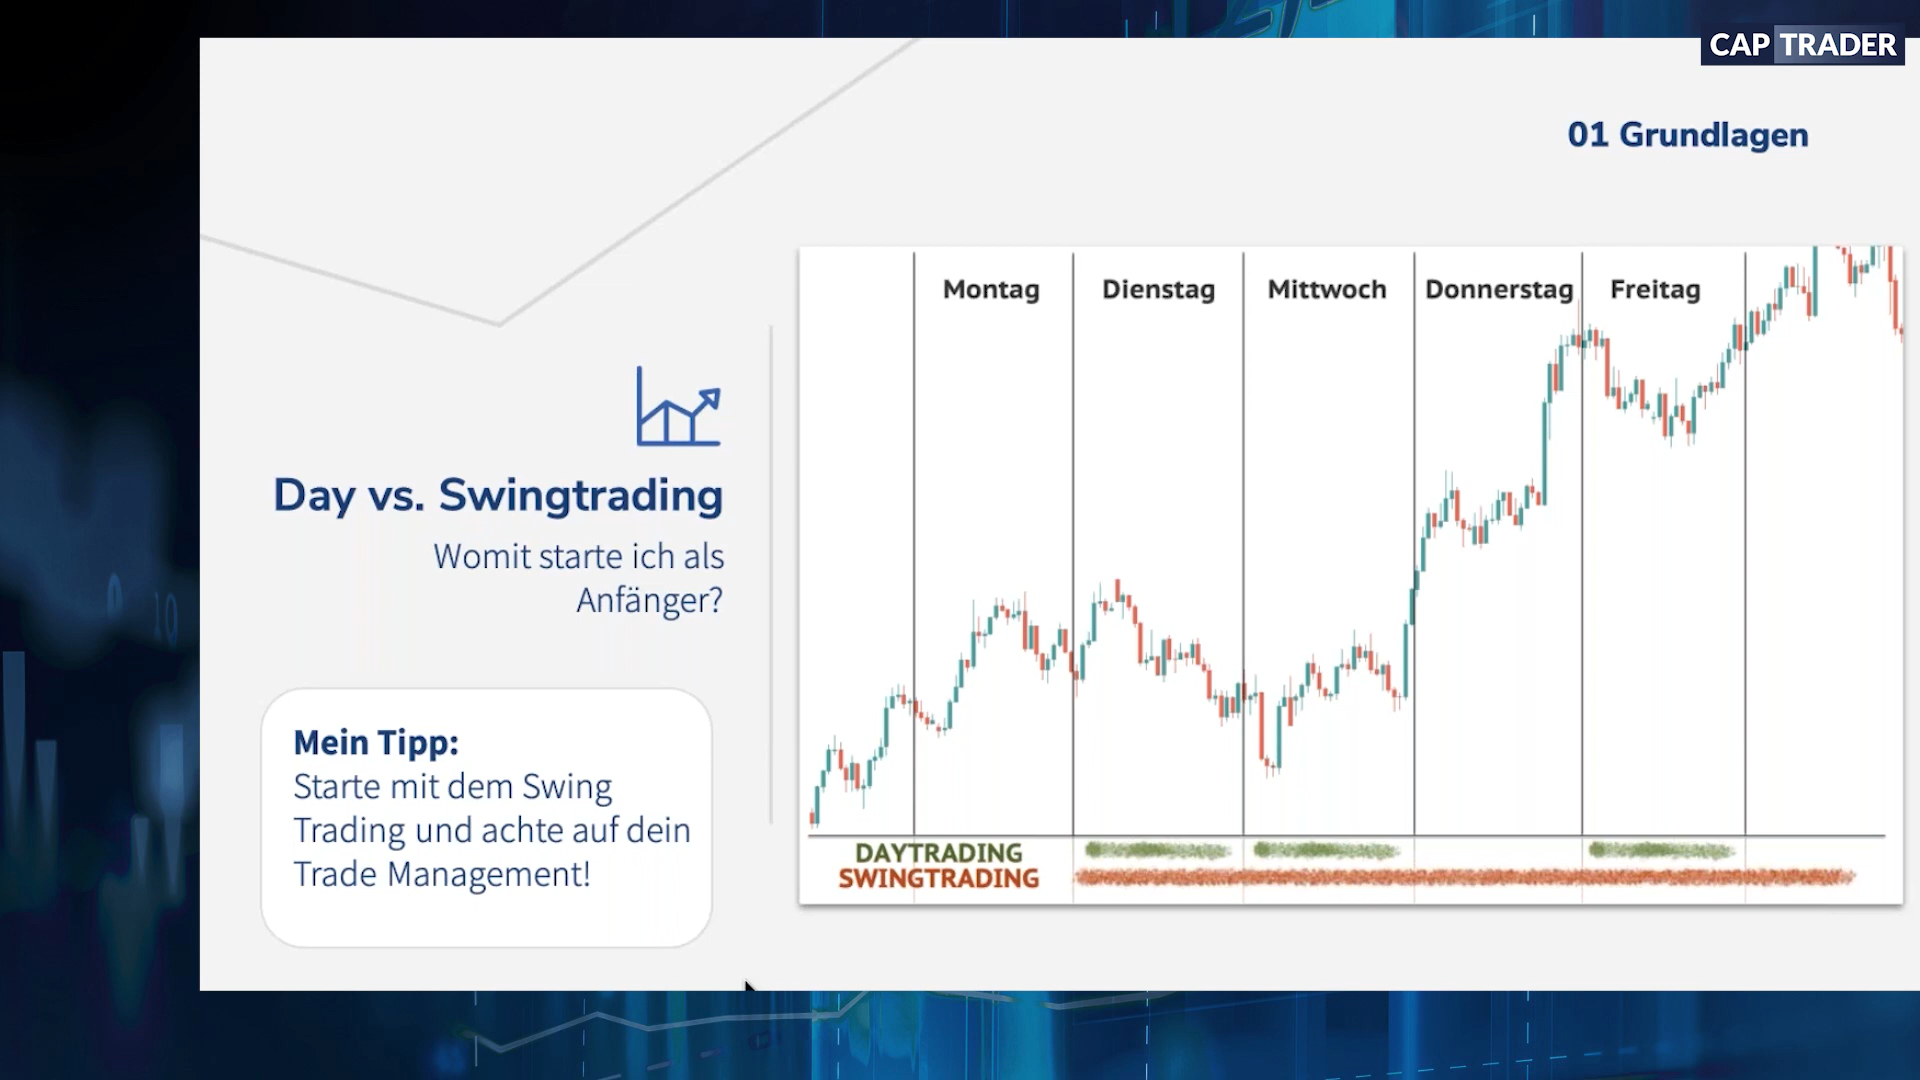 CAP TRADER
01 Grundlagen
Day vs. Swingtrading
Womit starte ich als
Anfänger?
Mein Tipp:
Starte mit dem Swing
Trading und achte auf dein
Trade Management!
Montag Dienstag Mittwoch Donnerstag Freitag
DAYTRADING
SWINGTRADING